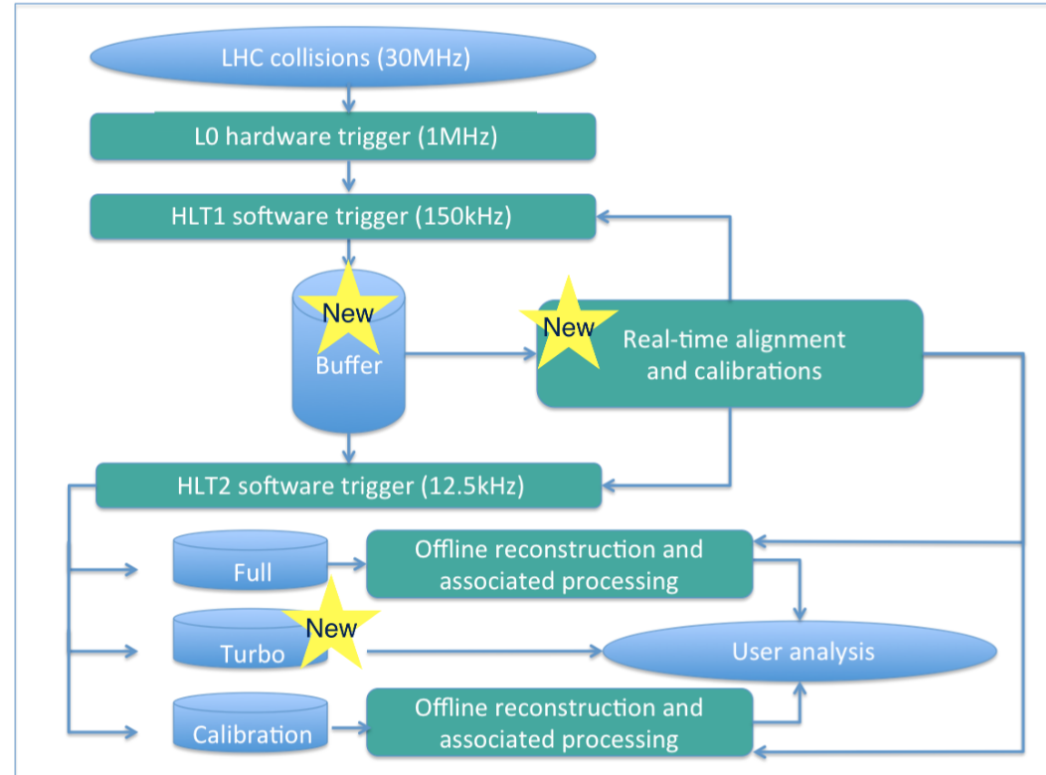 LHC collisions (30MHz)
L0 hardware trigger (1MHz)
HLT1 software trigger (150kHz)
New
Buffer
New
Real-time alignment
and calibrations
HLT2 software trigger (12.5kHz)
Full
Offline reconstruction and
associated processing
New
Turbo
User analysis
Calibration
Offline reconstruction and
associated processing